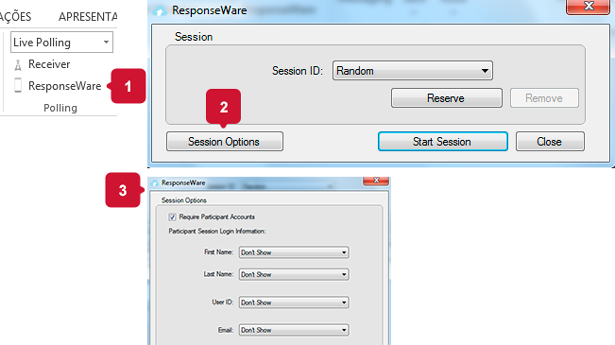 AÇÕES APRESENTA
Live Polling
Receiver
ResponseWare
1
Polling
ResponseWare
Session
Session ID: Random
Reserve
Remove
2
Session Options
Start Session
Close
3
ResponseWare
Session Options
Require Participant Accounts
Participant Session Login Information:
First Name: Don't Show
Last Name: Don't Show
User ID: Don't Show
Email: Don't Show